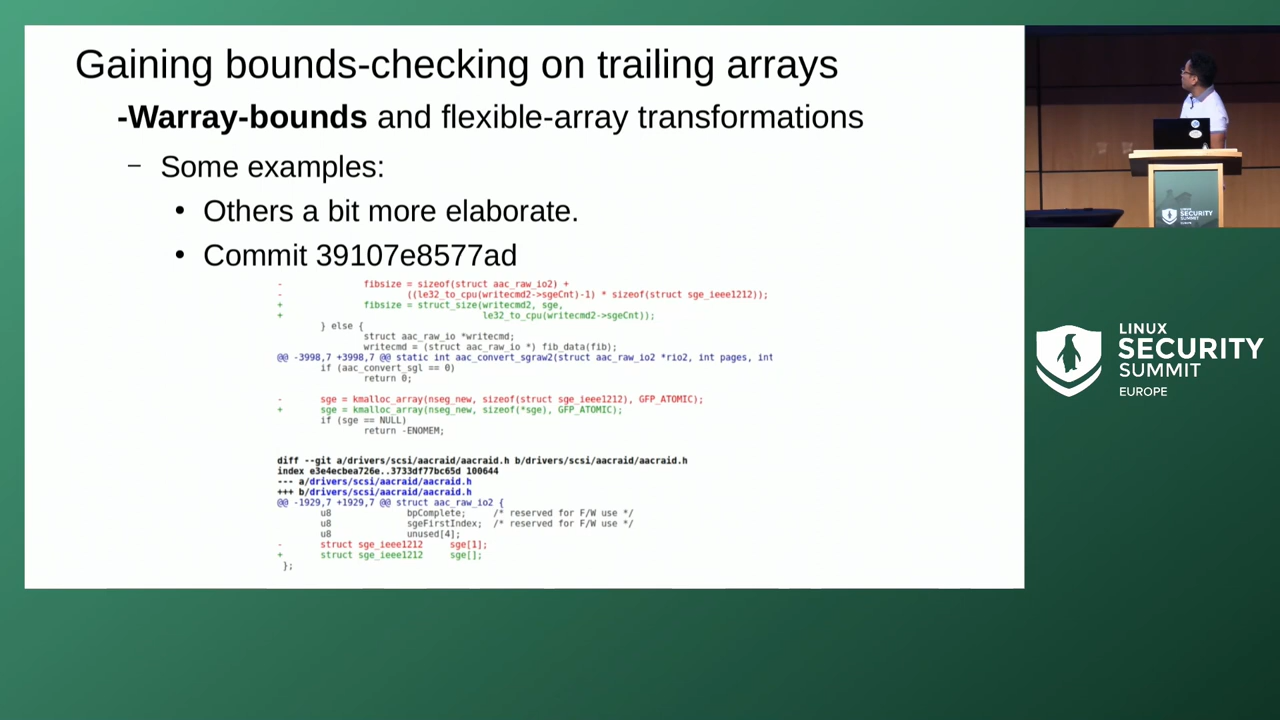 Gaining bounds-checking on trailing arrays
-Warray-bounds and flexible-array transformations
– Some examples:
• Others a bit more elaborate.
• Commit 39107e8577ad
- fibsize = sizeof(struct aac_raw_io2) +
- ((le32_to_cpu(writecmd2->sgeCnt)-1) * sizeof(struct sge_ieee1212));
+ fibsize = struct_size(writecmd2, sge,
+ le32_to_cpu(writecmd2->sgeCnt));
} else {
struct aac_raw_io *writecmd;
writecmd = (struct aac_raw_io *) fib_data(fib);
@@ -3998,7 +3998,7 @@ static int aac_convert_sgraw2(struct aac_raw_io2 *rio2, int pages, int
if (aac_convert_sgl == 0)
return 0;
- sge = kmalloc_array(nseg_new, sizeof(struct sge_ieee1212), GFP_ATOMIC);
+ sge = kmalloc_array(nseg_new, sizeof(*sge), GFP_ATOMIC);
if (sge == NULL)
return -ENOMEM;
diff --git a/drivers/scsi/aacraid/aacraid.h b/drivers/scsi/aacraid/aacraid.h
index e3e4ecbea726e..3733df77bc65d 100644
--- a/drivers/scsi/aacraid/aacraid.h
+++ b/drivers/scsi/aacraid/aacraid.h
@@ -1929,7 +1929,7 @@ struct aac_raw_io2 {
u8 bpComplete; /* reserved for F/W use */
u8 sgeFirstIndex; /* reserved for F/W use */
u8 unused[4];
- struct sge_ieee1212 sge[1];
+ struct sge_ieee1212 sge[];
};
LINUX
SECURITY
SUMMIT
EUROPE
LINUX
SECURITY
SUMMIT
EUROPE